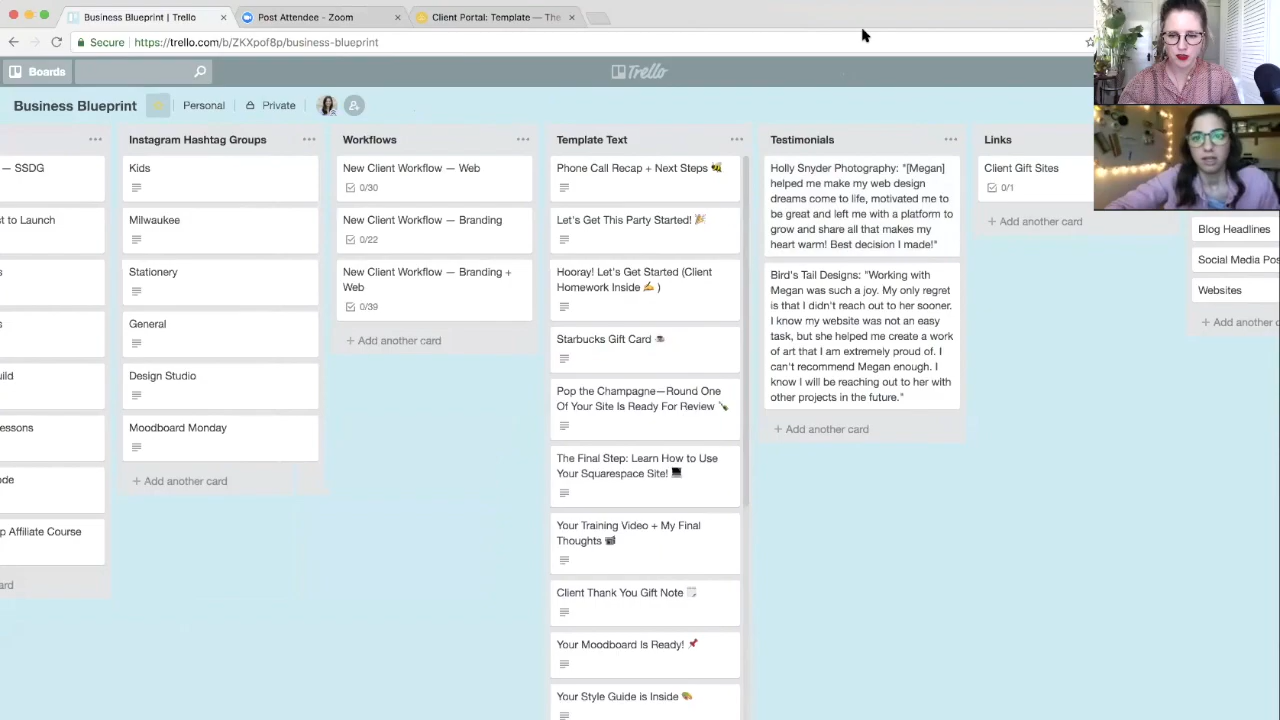 Business Blueprint | Trello
Post Attendee - Zoom
Client Portal: Template — The
Secure
https://trello.com/b/ZKXpof8p/business-blueprint
Boards
Trello
Business Blueprint
Personal
Private
— SSDG
st to Launch
s
s
uild
essons
ode
p Affiliate Course
card
Instagram Hashtag Groups
Kids
Milwaukee
Stationery
General
Design Studio
Moodboard Monday
+ Add another card
Workflows
New Client Workflow — Web
0/30
New Client Workflow — Branding
0/22
New Client Workflow — Branding +
Web
0/39
+ Add another card
Template Text
Phone Call Recap + Next Steps 🐝
Let's Get This Party Started! 🎉
Hooray! Let's Get Started (Client
Homework Inside ✍️ )
Starbucks Gift Card ☕
Pop the Champagne—Round One
Of Your Site Is Ready For Review 🍾
The Final Step: Learn How to Use
Your Squarespace Site! 💻
Your Training Video + My Final
Thoughts 📹
Client Thank You Gift Note 🗒️
Your Moodboard Is Ready! 📌
Your Style Guide is Inside 🎨
Testimonials
Holly Snyder Photography: "[Megan]
helped me make my web design
dreams come to life, motivated me to
be great and left me with a platform to
grow and share all that makes my
heart warm! Best decision I made!"
Bird's Tail Designs: "Working with
Megan was such a joy. My only regret
is that I didn't reach out to her sooner.
I know my website was not an easy
task, but she helped me create a work
of art that I am extremely proud of. I
can't recommend Megan enough. I
know I will be reaching out to her with
other projects in the future."
+ Add another card
Links
Client Gift Sites
0/1
+ Add another card
Blog Headlines
Social Media Pos
Websites
+ Add another c